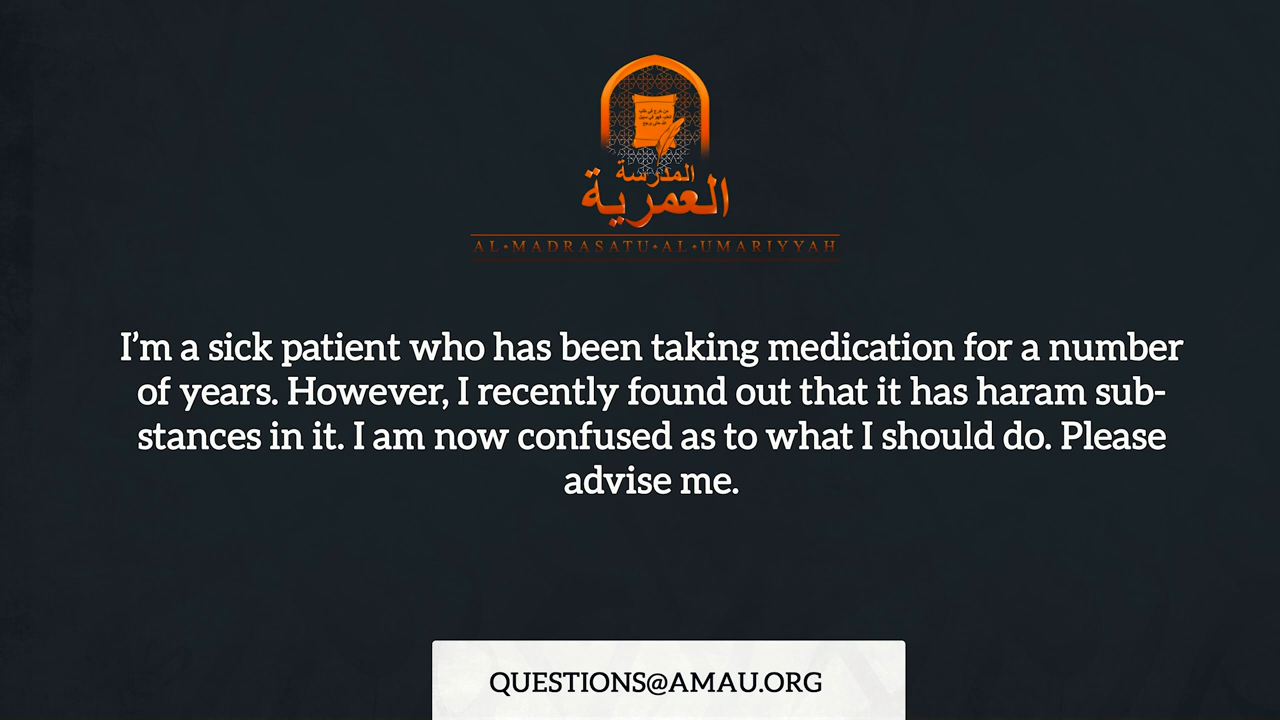 المدرسة
العمرية
AL•MADRASATU•AL•UMARIYYAH
I'm a sick patient who has been taking medication for a number
of years. However, I recently found out that it has haram sub-
stances in it. I am now confused as to what I should do. Please
advise me.
QUESTIONS@AMAU.ORG